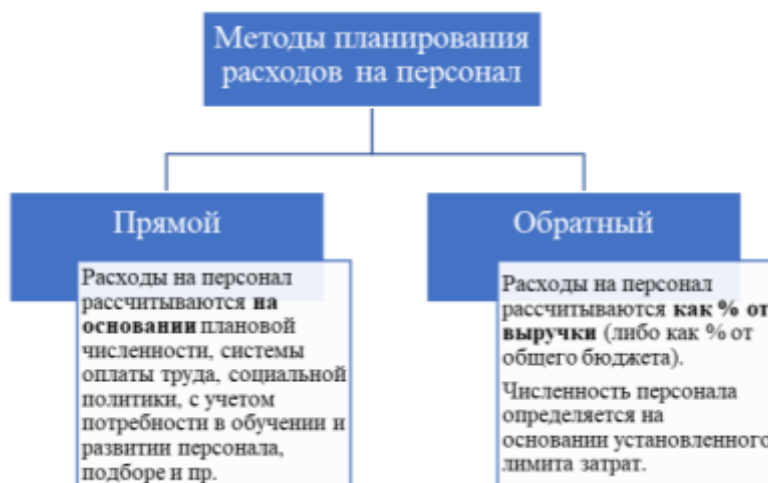 Методы планирования
расходов на персонал
Прямой
Расходы на персонал
рассчитываются на
основании плановой
численности, системы
оплаты труда, социальной
политики, с учетом
потребности в обучении и
развитии персонала,
подборе и пр.
Обратный
Расходы на персонал
рассчитываются как % от
выручки (либо как % от
общего бюджета).
Численность персонала
определяется на
основании установленного
лимита затрат.